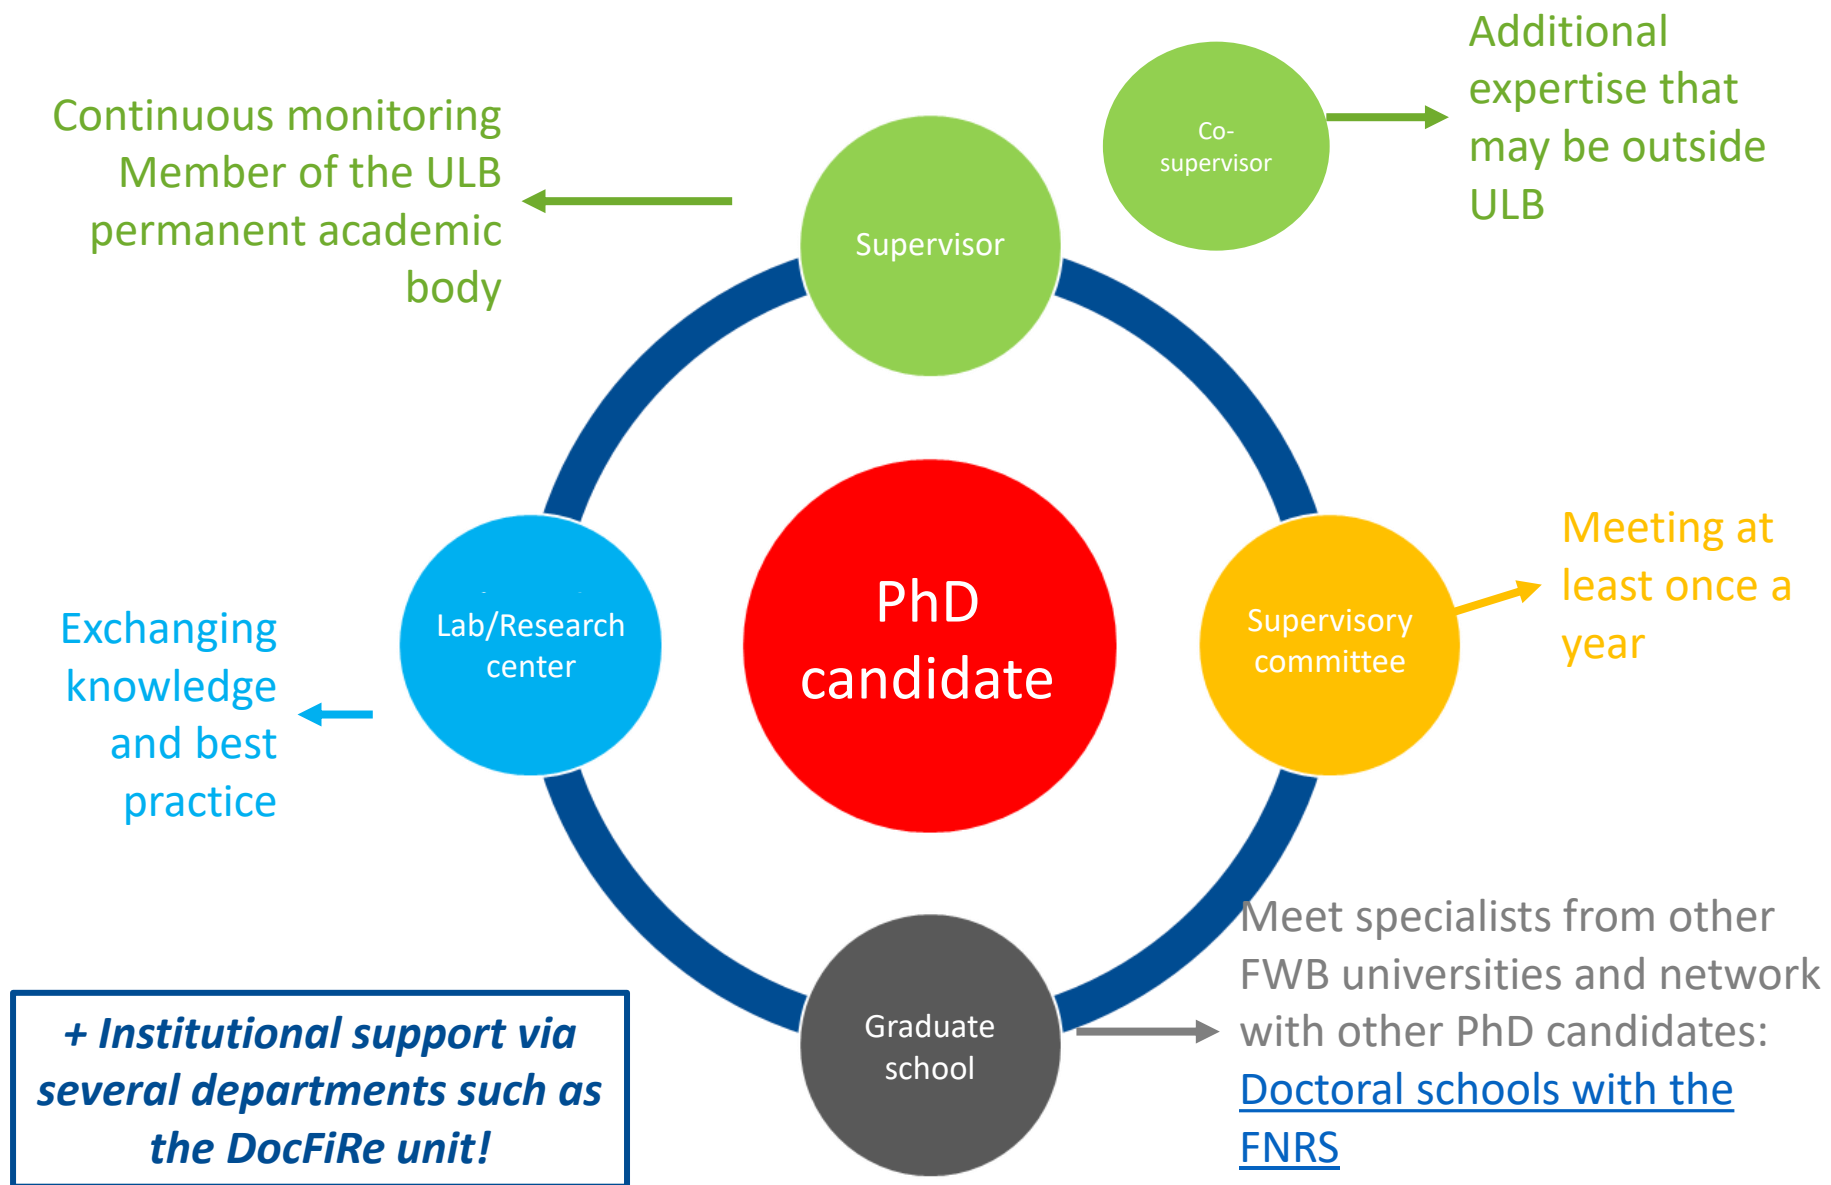 Continuous monitoring
Member of the ULB
permanent academic
body
Supervisor
Co-
supervisor
Additional
expertise that
may be outside
ULB
Exchanging
knowledge
and best
practice
Lab/Research
center
PhD
candidate
Supervisory
committee
Meeting at
least once a
year
Graduate
school
Meet specialists from other
FWB universities and network
with other PhD candidates:
Doctoral schools with the
FNRS
+ Institutional support via
several departments such as
the DocFiRe unit!